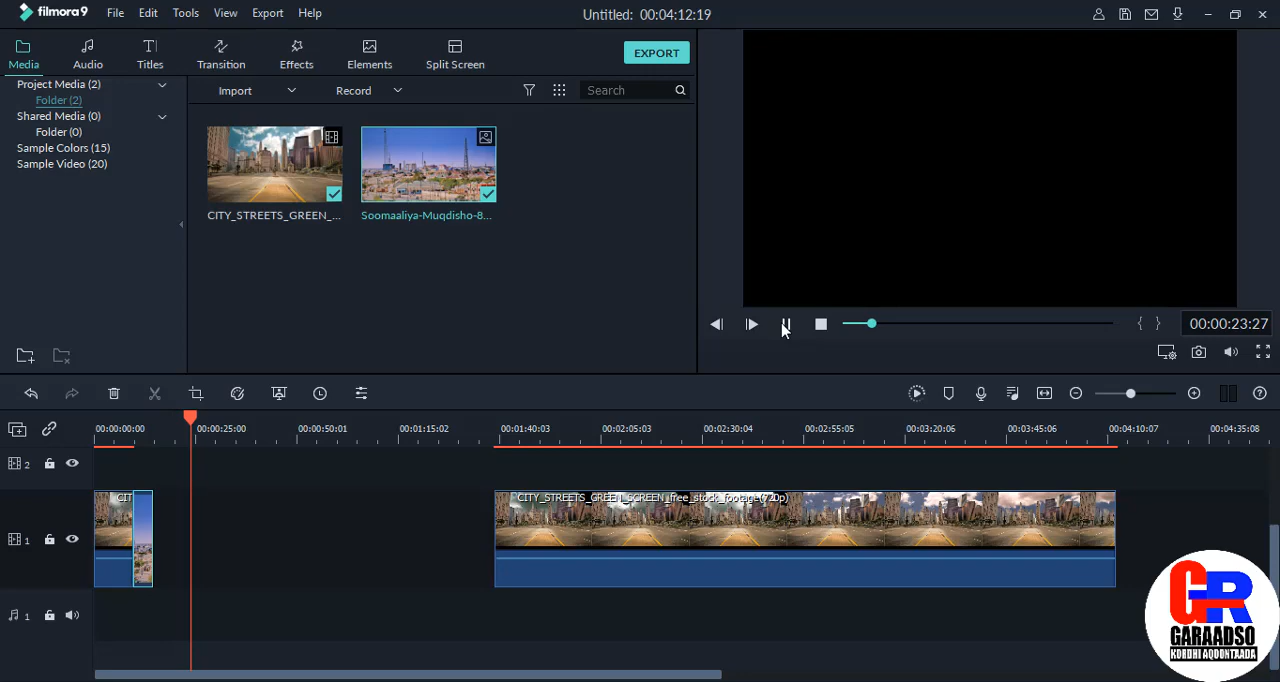 filmora9 File Edit Tools View Export Help
Untitled: 00:04:12:19
Media Audio Titles Transition Effects Elements Split Screen
EXPORT
Project Media (2)
Folder (2)
Shared Media (0)
Folder (0)
Sample Colors (15)
Sample Video (20)
Import Record Search
CITY_STREETS_GREEN_...
Soomaaliya-Muqdisho-8...
00:00:23:27
00:00:00:00 00:00:25:00 00:00:50:01 00:01:15:02 00:01:40:03 00:02:05:03 00:02:30:04 00:02:55:05 00:03:20:06 00:03:45:06 00:04:10:07 00:04:35:08
2
1
CIT
CITY_STREETS_GREEN_SCREEN_free_stock_footage(720p)
1
GR
GARAADSO
KORDHI AQOONTAADA